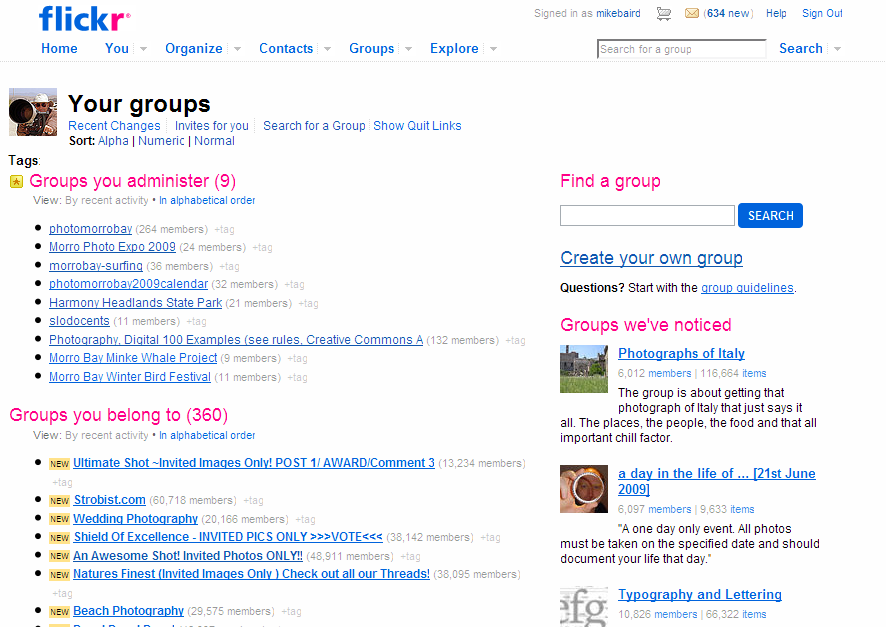 flickr
Signed in as mikebaird (634 new) Help Sign Out
Home You Organize Contacts Groups Explore Search for a group Search
Your groups
Recent Changes Invites for you Search for a Group Show Quit Links
Sort: Alpha | Numeric | Normal
Tags:
Groups you administer (9)
View: By recent activity • In alphabetical order
photomorrobay (264 members) +tag
Morro Photo Expo 2009 (24 members) +tag
morrobay-surfing (36 members) +tag
photomorrobay2009calendar (32 members) +tag
Harmony Headlands State Park (21 members) +tag
slodocents (11 members) +tag
Photography, Digital 100 Examples (see rules, Creative Commons A (132 members) +tag
Morro Bay Minke Whale Project (9 members) +tag
Morro Bay Winter Bird Festival (11 members) +tag
Groups you belong to (360)
View: By recent activity • In alphabetical order
NEW Ultimate Shot ~Invited Images Only! POST 1/ AWARD/Comment 3 (13,234 members)
+tag
NEW Strobist.com (60,718 members) +tag
NEW Wedding Photography (20,166 members) +tag
NEW Shield Of Excellence - INVITED PICS ONLY >>>VOTE<<< (38,142 members) +tag
NEW An Awesome Shot! Invited Photos ONLY!! (48,911 members) +tag
NEW Natures Finest (Invited Images Only ) Check out all our Threads! (38,095 members)
+tag
NEW Beach Photography (29,575 members) +tag
Find a group
SEARCH
Create your own group
Questions? Start with the group guidelines.
Groups we've noticed
Photographs of Italy
6,012 members | 116,664 items
The group is about getting that
photograph of Italy that just says it
all. The places, the people, the food and that all
important chill factor.
a day in the life of ... [21st June
2009]
6,097 members | 9,633 items
"A one day only event. All photos
must be taken on the specified date and should
document your life that day."
efg
Typography and Lettering
10,826 members | 66,322 items